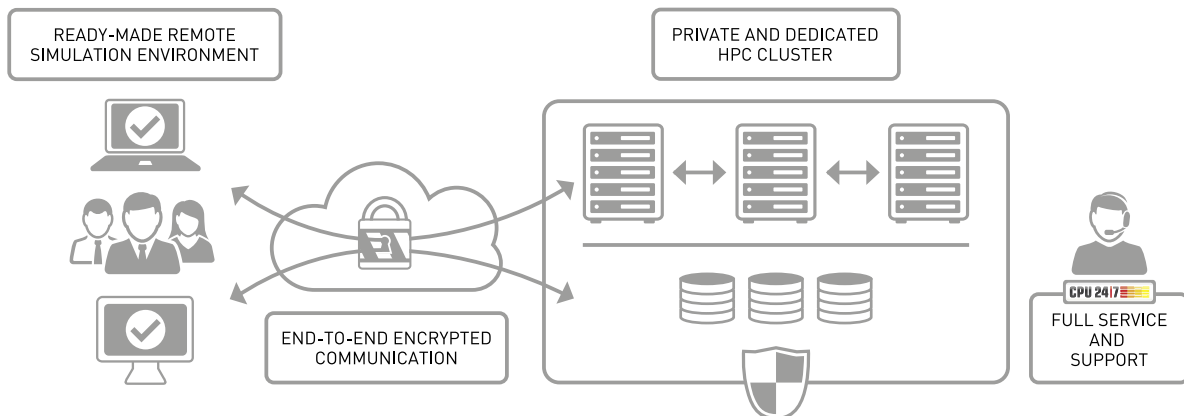 READY-MADE REMOTE
SIMULATION ENVIRONMENT
PRIVATE AND DEDICATED
HPC CLUSTER
END-TO-END ENCRYPTED
COMMUNICATION
CPU 24|7
FULL SERVICE
AND
SUPPORT